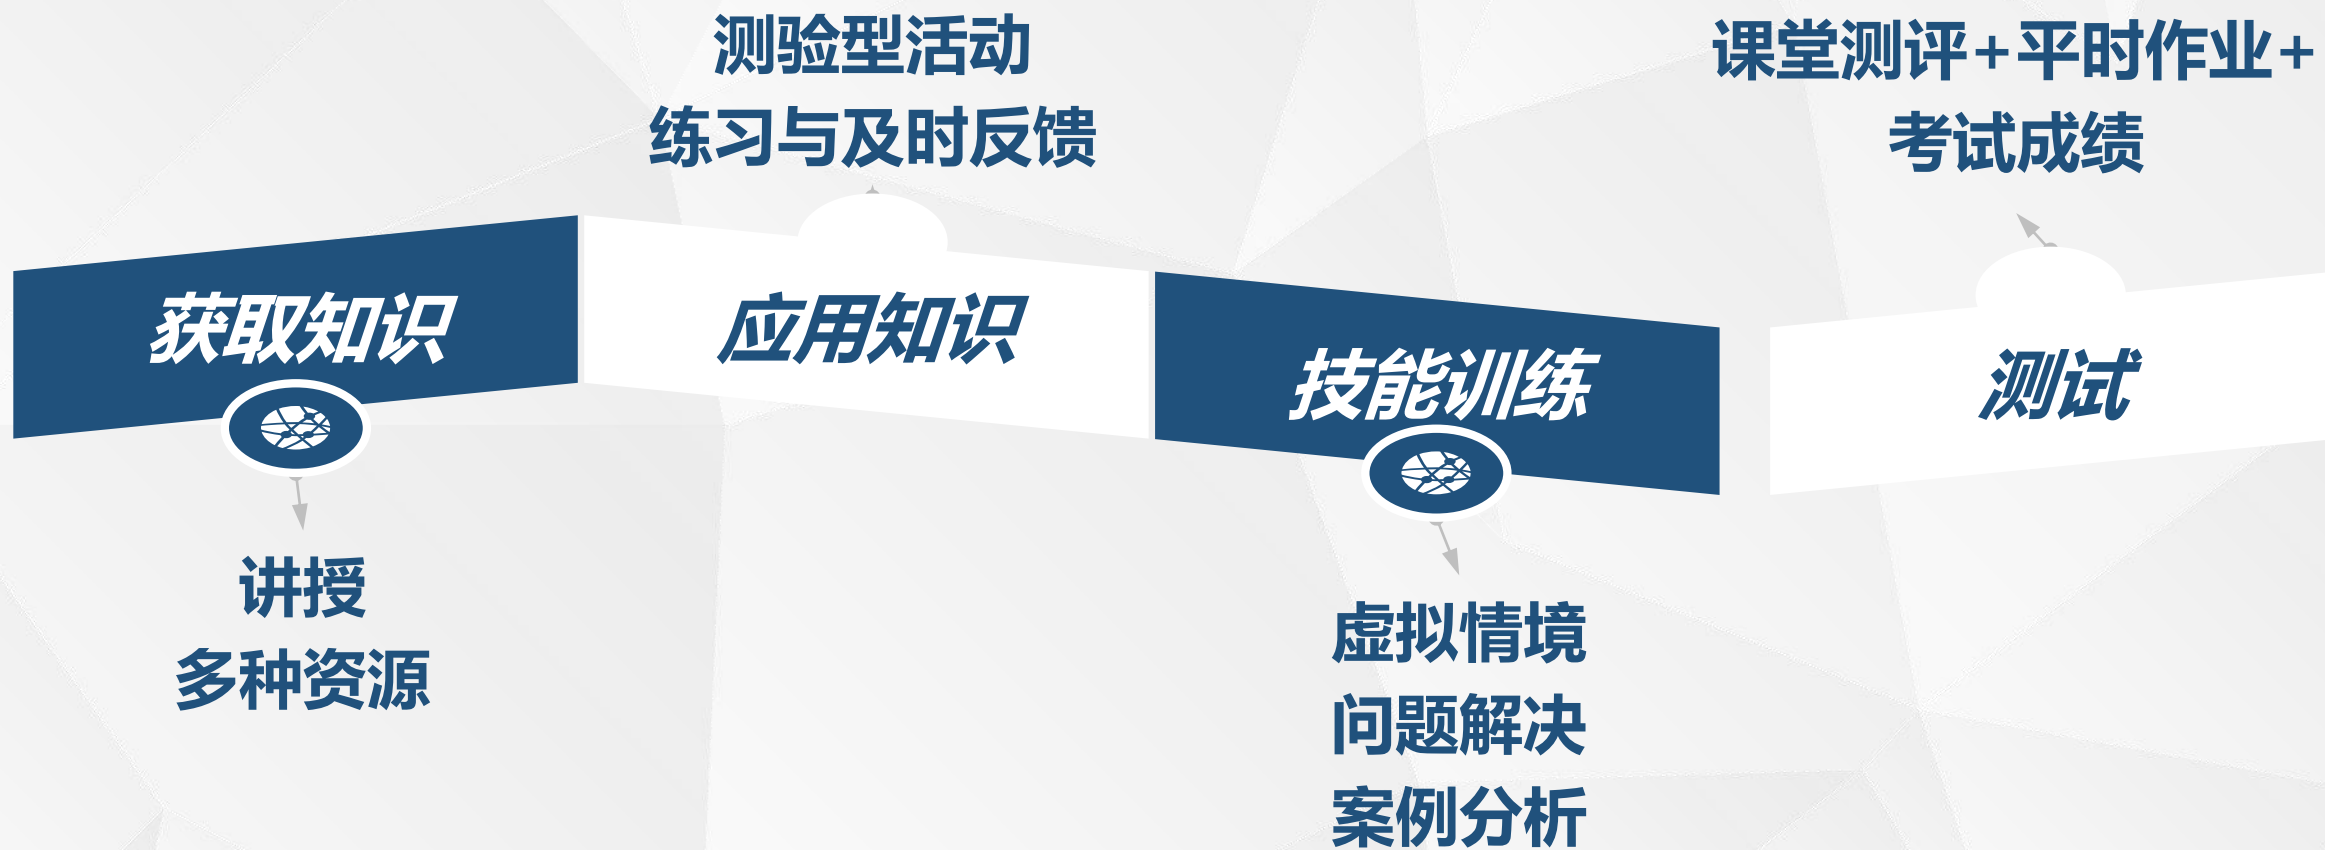 测验型活动
练习与及时反馈
课堂测评+平时作业+
考试成绩
获取知识
应用知识
技能训练
测试
讲授
多种资源
虚拟情境
问题解决
案例分析